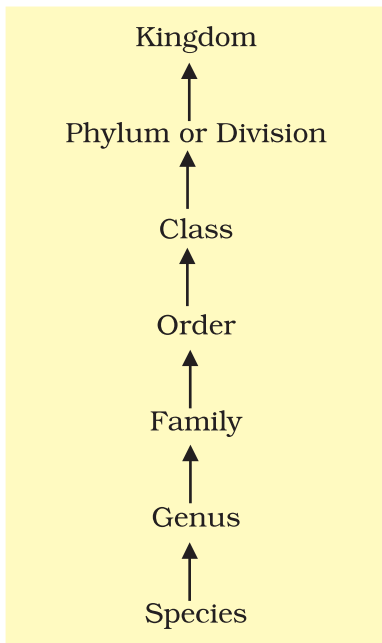 Kingdom
Phylum or Division
Class
Order
Family
Genus
Species